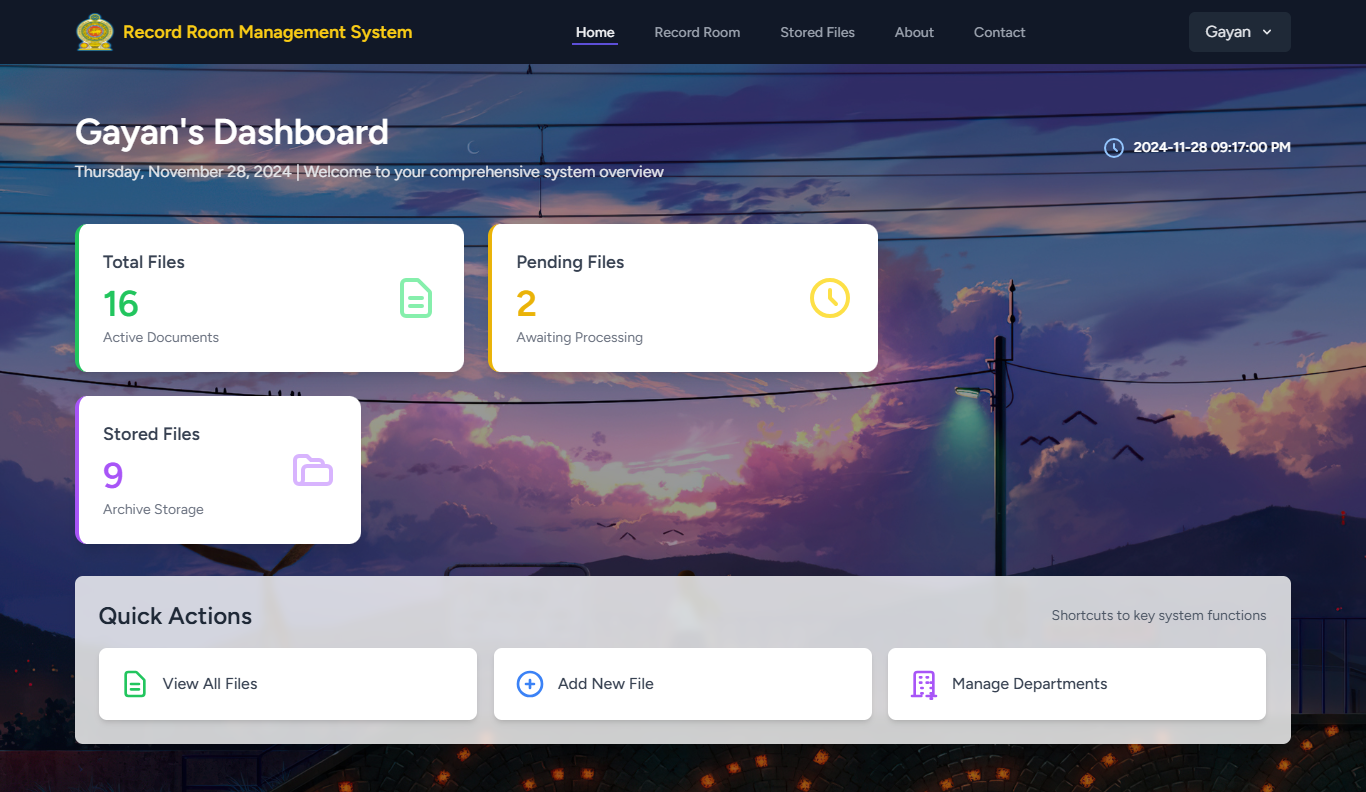 Record Room Management System
Home
Record Room
Stored Files
About
Contact
Gayan
Gayan's Dashboard
Thursday, November 28, 2024 | Welcome to your comprehensive system overview
2024-11-28 09:17:00 PM
Total Files
16
Active Documents
Pending Files
2
Awaiting Processing
Stored Files
9
Archive Storage
Quick Actions
Shortcuts to key system functions
View All Files
Add New File
Manage Departments